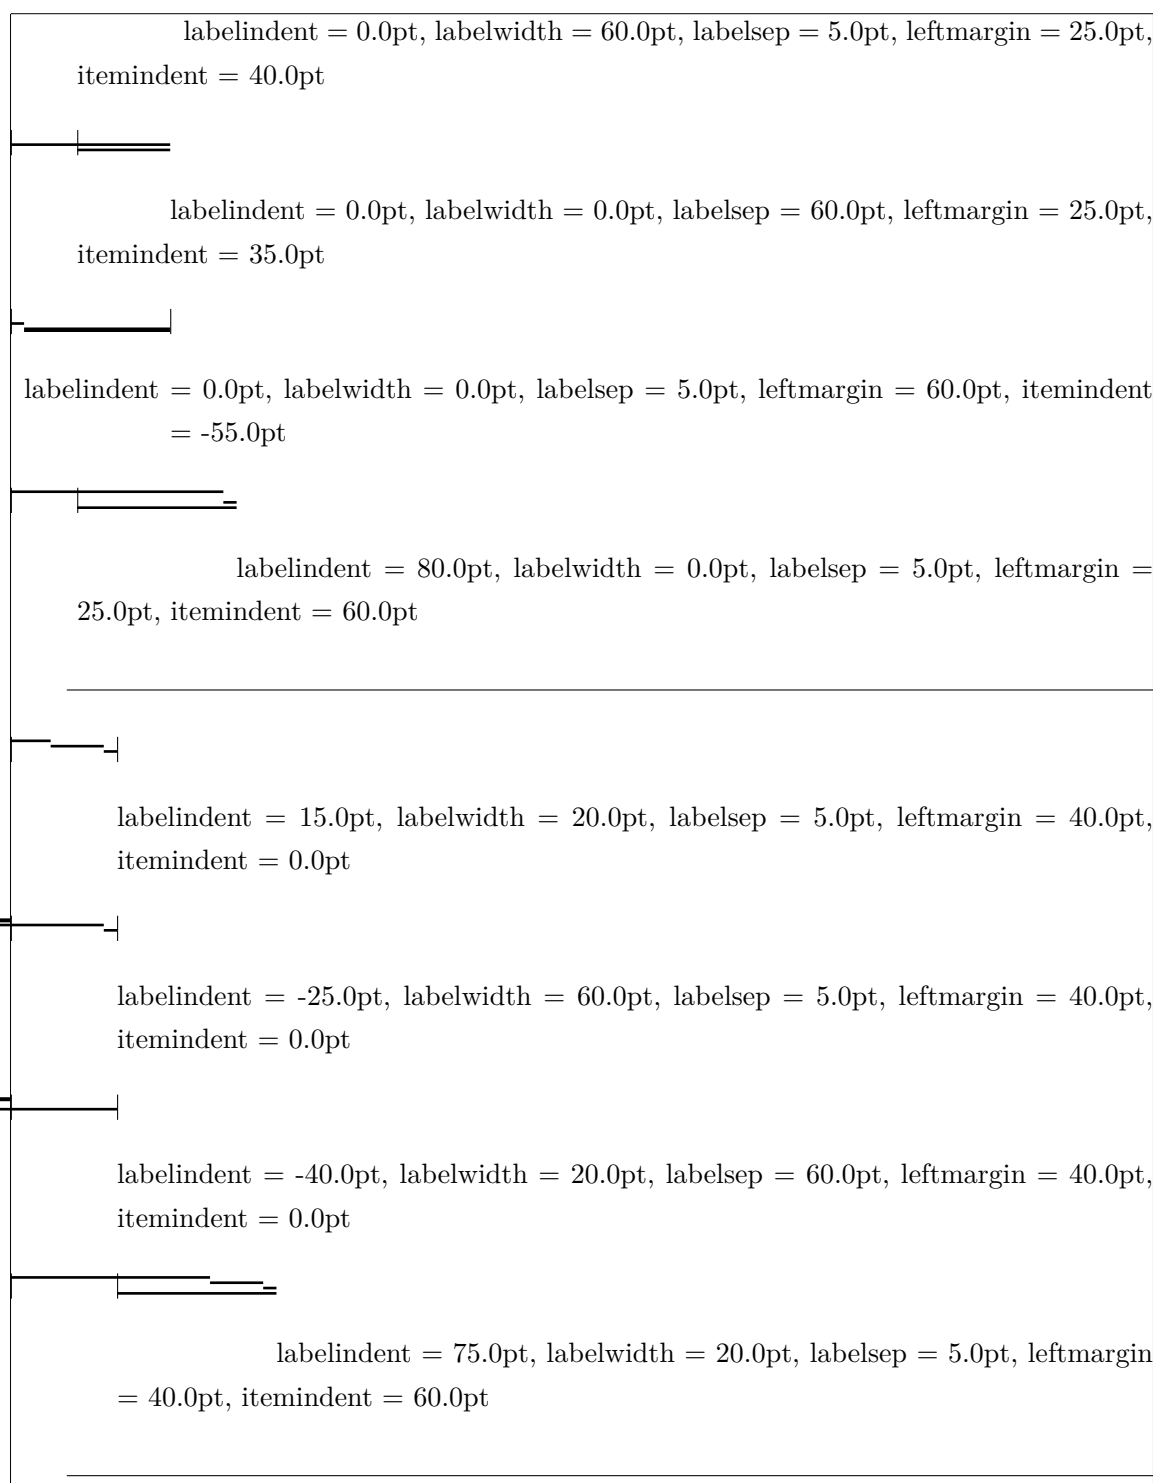 labelindent = 0.0pt, labelwidth = 60.0pt, labelsep = 5.0pt, leftmargin = 25.0pt,
itemindent = 40.0pt
labelindent = 0.0pt, labelwidth = 0.0pt, labelsep = 60.0pt, leftmargin = 25.0pt,
itemindent = 35.0pt
labelindent = 0.0pt, labelwidth = 0.0pt, labelsep = 5.0pt, leftmargin = 60.0pt, itemindent
= -55.0pt
labelindent = 80.0pt, labelwidth = 0.0pt, labelsep = 5.0pt, leftmargin =
25.0pt, itemindent = 60.0pt
labelindent = 15.0pt, labelwidth = 20.0pt, labelsep = 5.0pt, leftmargin = 40.0pt,
itemindent = 0.0pt
labelindent = -25.0pt, labelwidth = 60.0pt, labelsep = 5.0pt, leftmargin = 40.0pt,
itemindent = 0.0pt
labelindent = -40.0pt, labelwidth = 20.0pt, labelsep = 60.0pt, leftmargin = 40.0pt,
itemindent = 0.0pt
labelindent = 75.0pt, labelwidth = 20.0pt, labelsep = 5.0pt, leftmargin
= 40.0pt, itemindent = 60.0pt